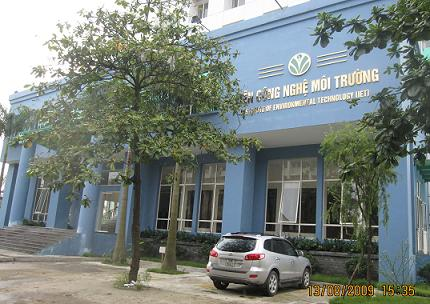 CÔNG NGHỆ MÔI TRƯỜNG
OF ENVIRONMENTAL TECHNOLOGY (IET)
13/08/2009 15:35